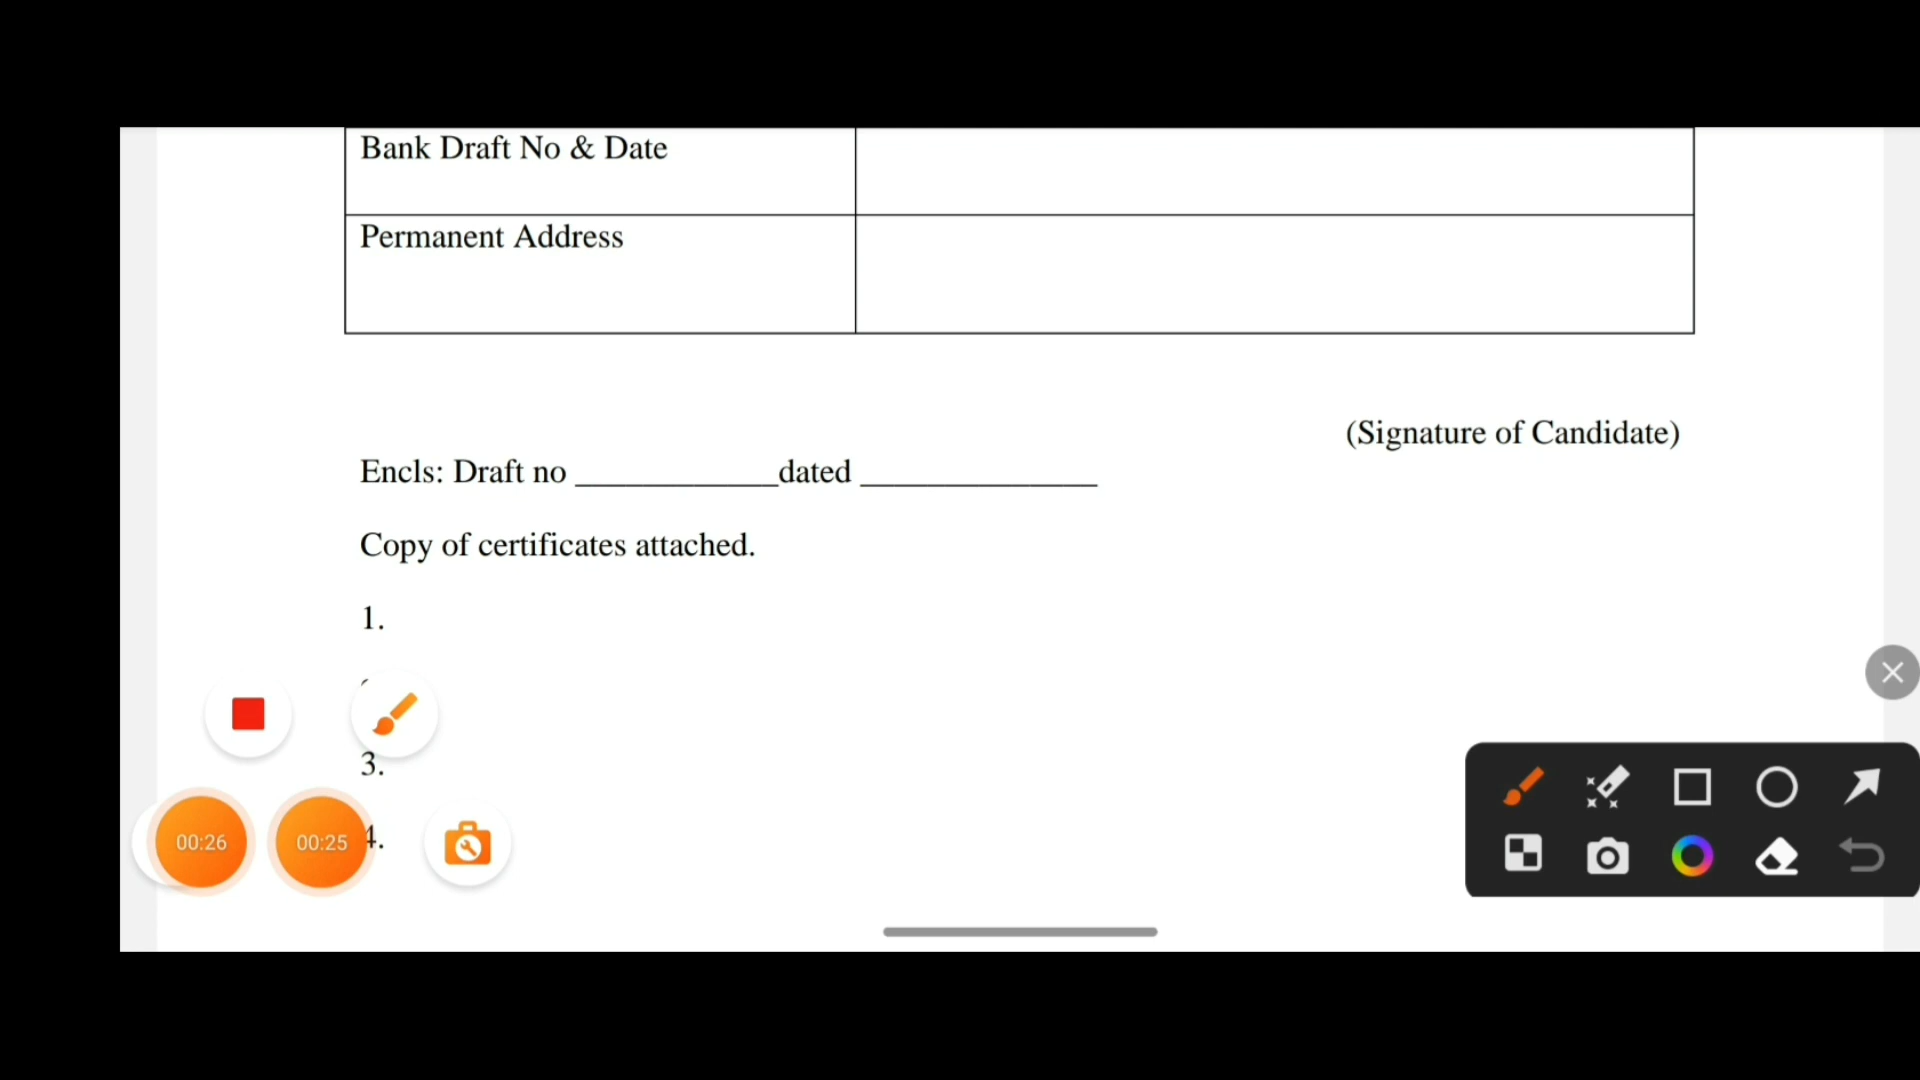 Bank Draft No & Date
Permanent Address
(Signature of Candidate)
Encls: Draft no ____________dated ______________
Copy of certificates attached.
1.
3.
4.
00:26
00:25